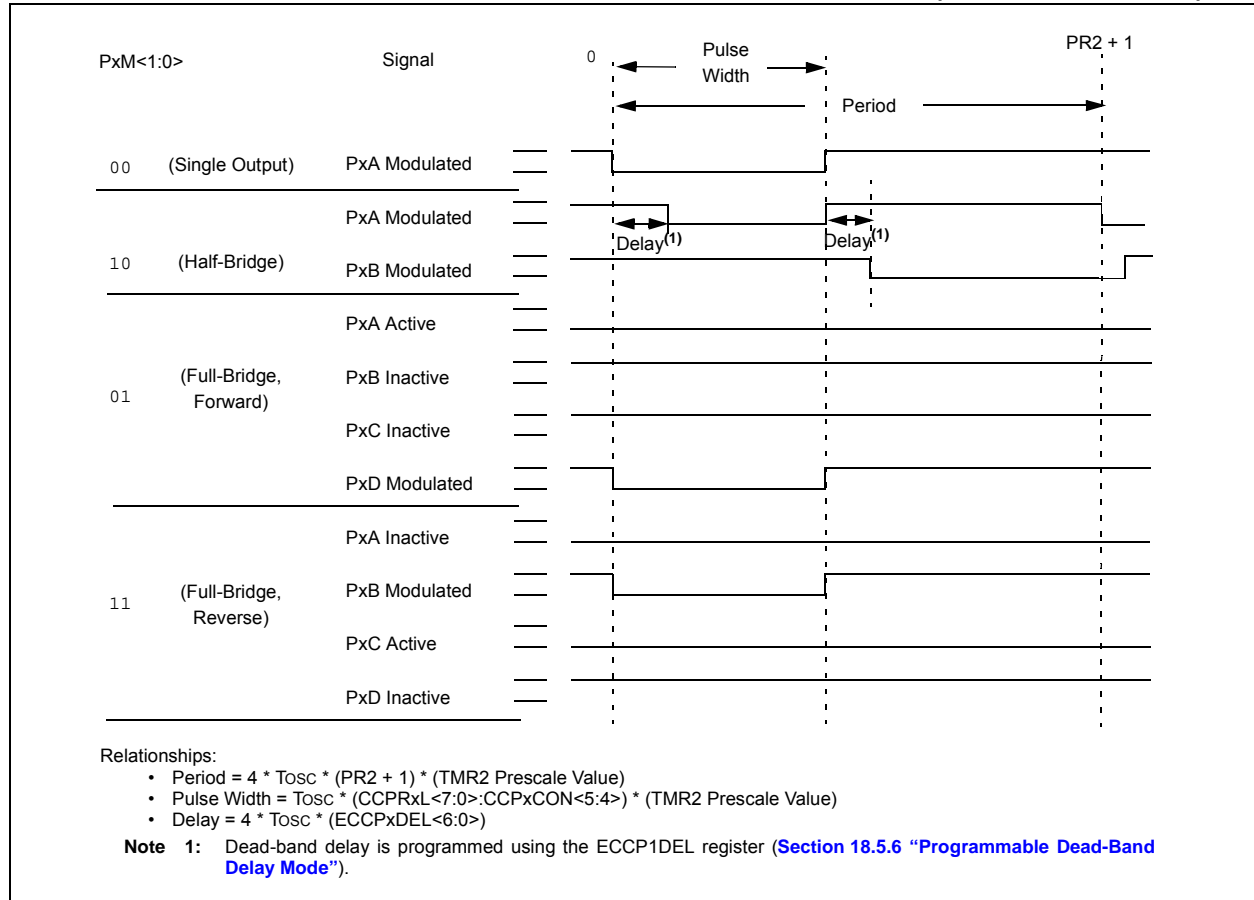 PxM<1:0>
Signal
0
Pulse
Width
PR2 + 1
Period
00
(Single Output)
PxA Modulated
PxA Modulated
Delay(1)
Delay(1)
10
(Half-Bridge)
PxB Modulated
PxA Active
01
(Full-Bridge,
Forward)
PxB Inactive
PxC Inactive
PxD Modulated
PxA Inactive
11
(Full-Bridge,
Reverse)
PxB Modulated
PxC Active
PxD Inactive
Relationships:
• Period = 4 * TOSC * (PR2 + 1) * (TMR2 Prescale Value)
• Pulse Width = TOSC * (CCPRxL<7:0>:CCPxCON<5:4>) * (TMR2 Prescale Value)
• Delay = 4 * TOSC * (ECCPxDEL<6:0>)
Note 1: Dead-band delay is programmed using the ECCP1DEL register (Section 18.5.6 “Programmable Dead-Band
Delay Mode”).